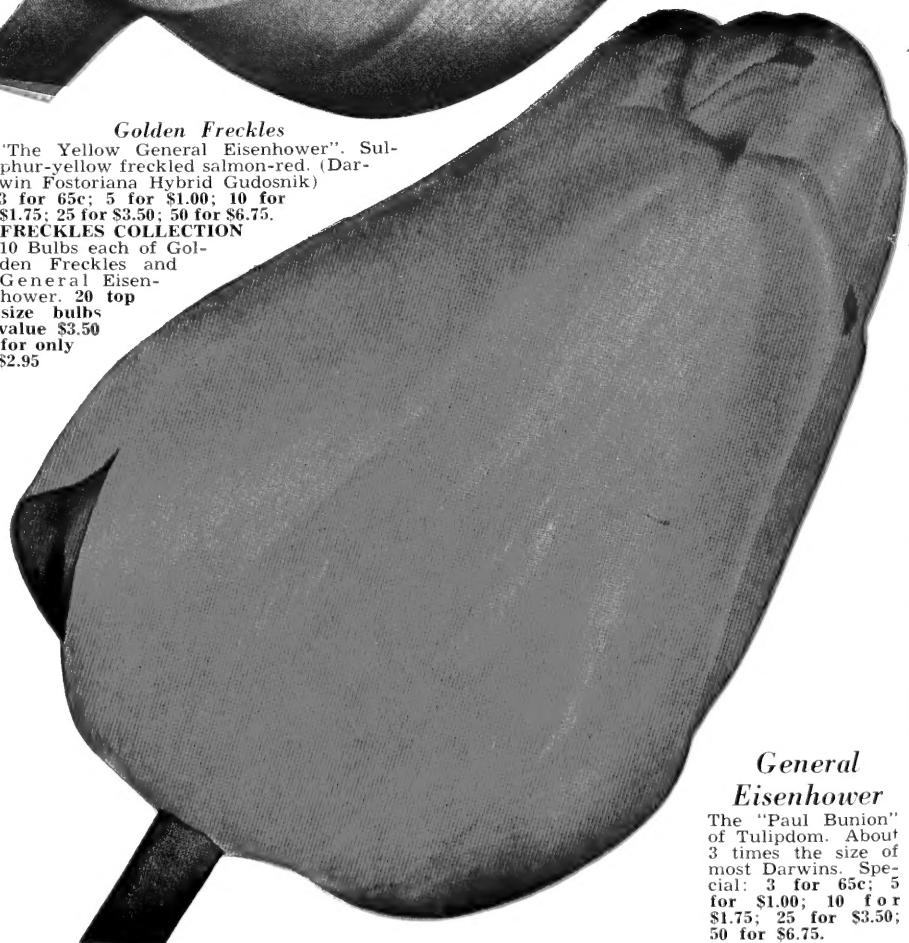 Golden Freckles
"The Yellow General Eisenhower". Sul-
phur-yellow freckled salmon-red. (Dar-
win Fostoriana Hybrid Gudosnik)
3 for 65c; 5 for $1.00; 10 for
$1.75; 25 for $3.50; 50 for $6.75.
FRECKLES COLLECTION
10 Bulbs each of Gol-
den Freckles and
General Eisen-
hower. 20 top
size bulbs
value $3.50
for only
$2.95
General
Eisenhower
The "Paul Bunion"
of Tulipdom. About
3 times the size of
most Darwins. Spe-
cial: 3 for 65c; 5
for $1.00; 10 for
$1.75; 25 for $3.50;
50 for $6.75.